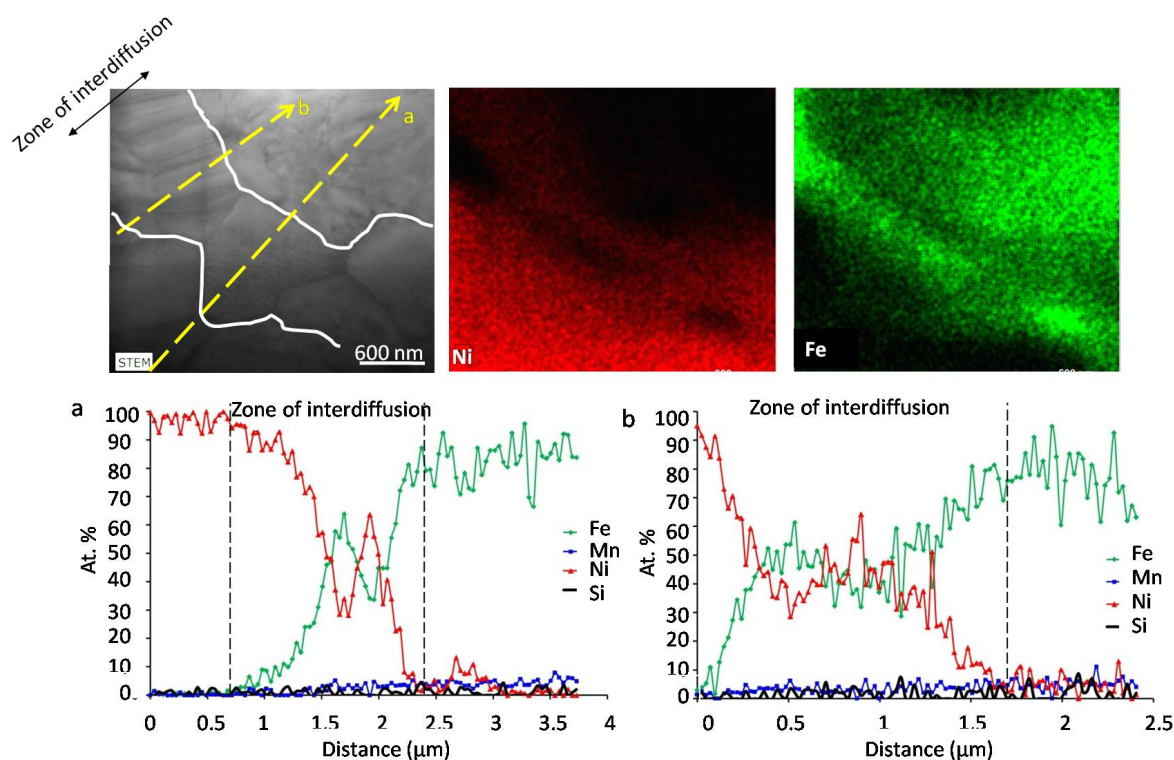 Zone of interdiffusion
b
a
STEM
600 nm
Ni
Fe
a
Zone of interdiffusion
100
90
80
70
60
50
40
30
20
10
0
At. %
Fe
Mn
Ni
Si
0
0.5
1
1.5
2
2.5
3
3.5
4
Distance (μm)
b
Zone of interdiffusion
100
90
80
70
60
50
40
30
20
10
0
At. %
Fe
Mn
Ni
Si
0
0.5
1
1.5
2
2.5
Distance (μm)